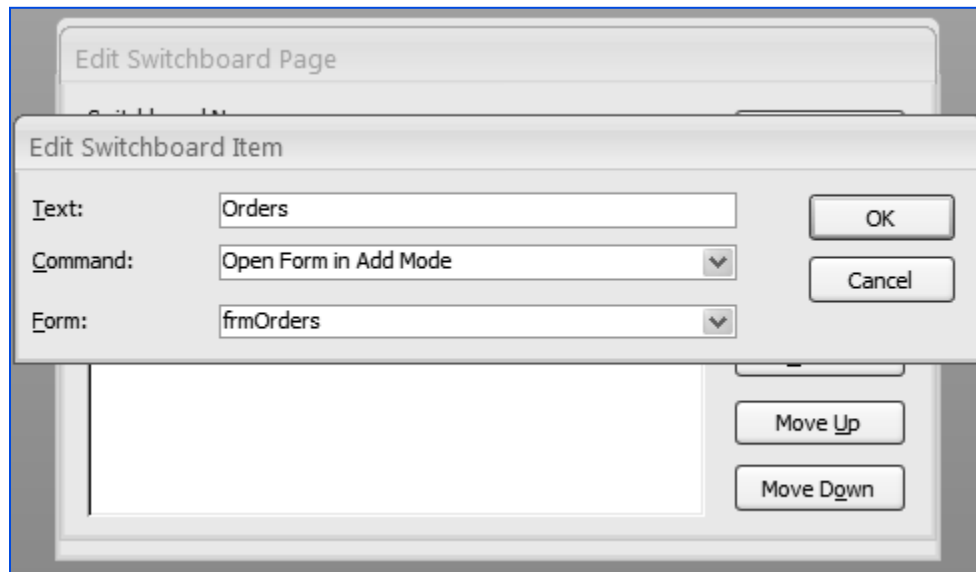 Edit Switchboard Page
Edit Switchboard Item
Text: Orders OK
Command: Open Form in Add Mode Cancel
Form: frmOrders
Move Up
Move Down